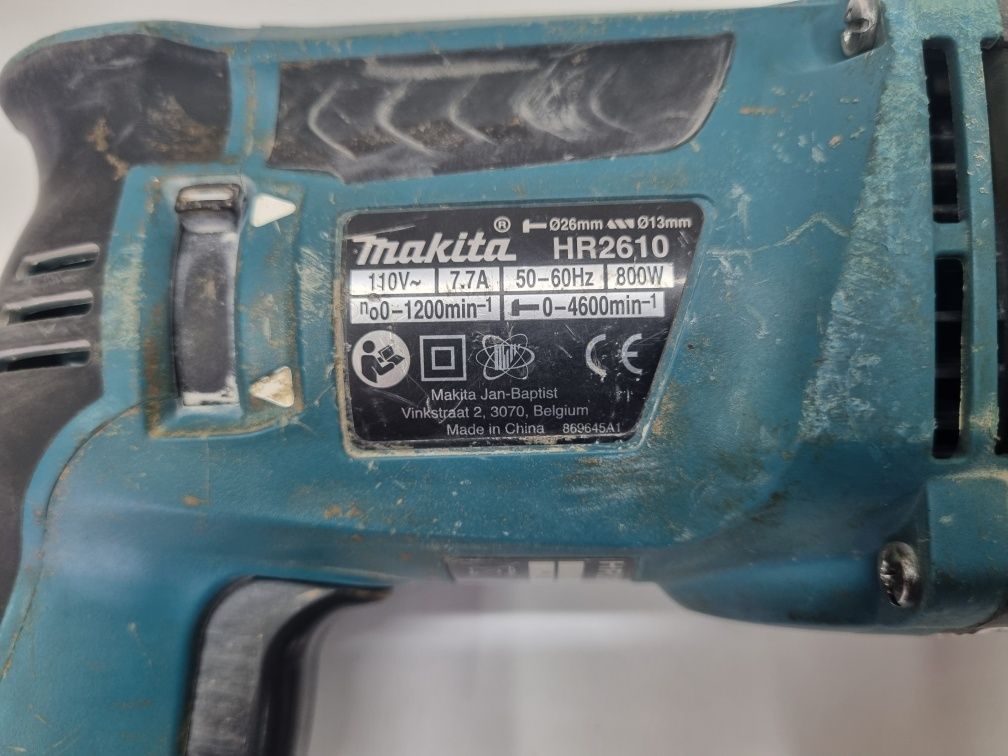 makita® Ø26mm Ø13mm
HR2610
110V~ 7.7A 50-60Hz 800W
n₀0-1200min⁻¹ 0-4600min⁻¹
CE
Makita Jan-Baptist
Vinkstraat 2, 3070, Belgium
Made in China 869645A1